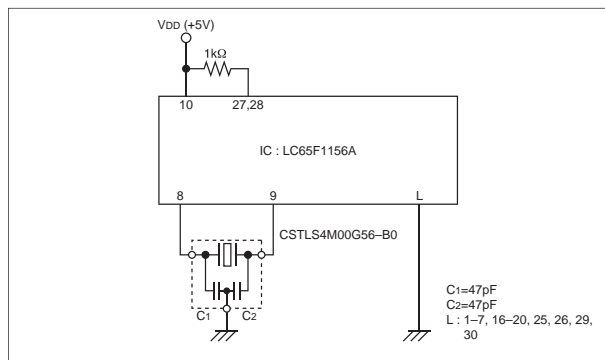 VDD (+5V)
1kΩ
10
27,28
IC : LC65F1156A
8
9
L
CSTLS4M00G56–B0
C1
C2
C1=47pF
C2=47pF
L : 1–7, 16–20, 25, 26, 29,
30